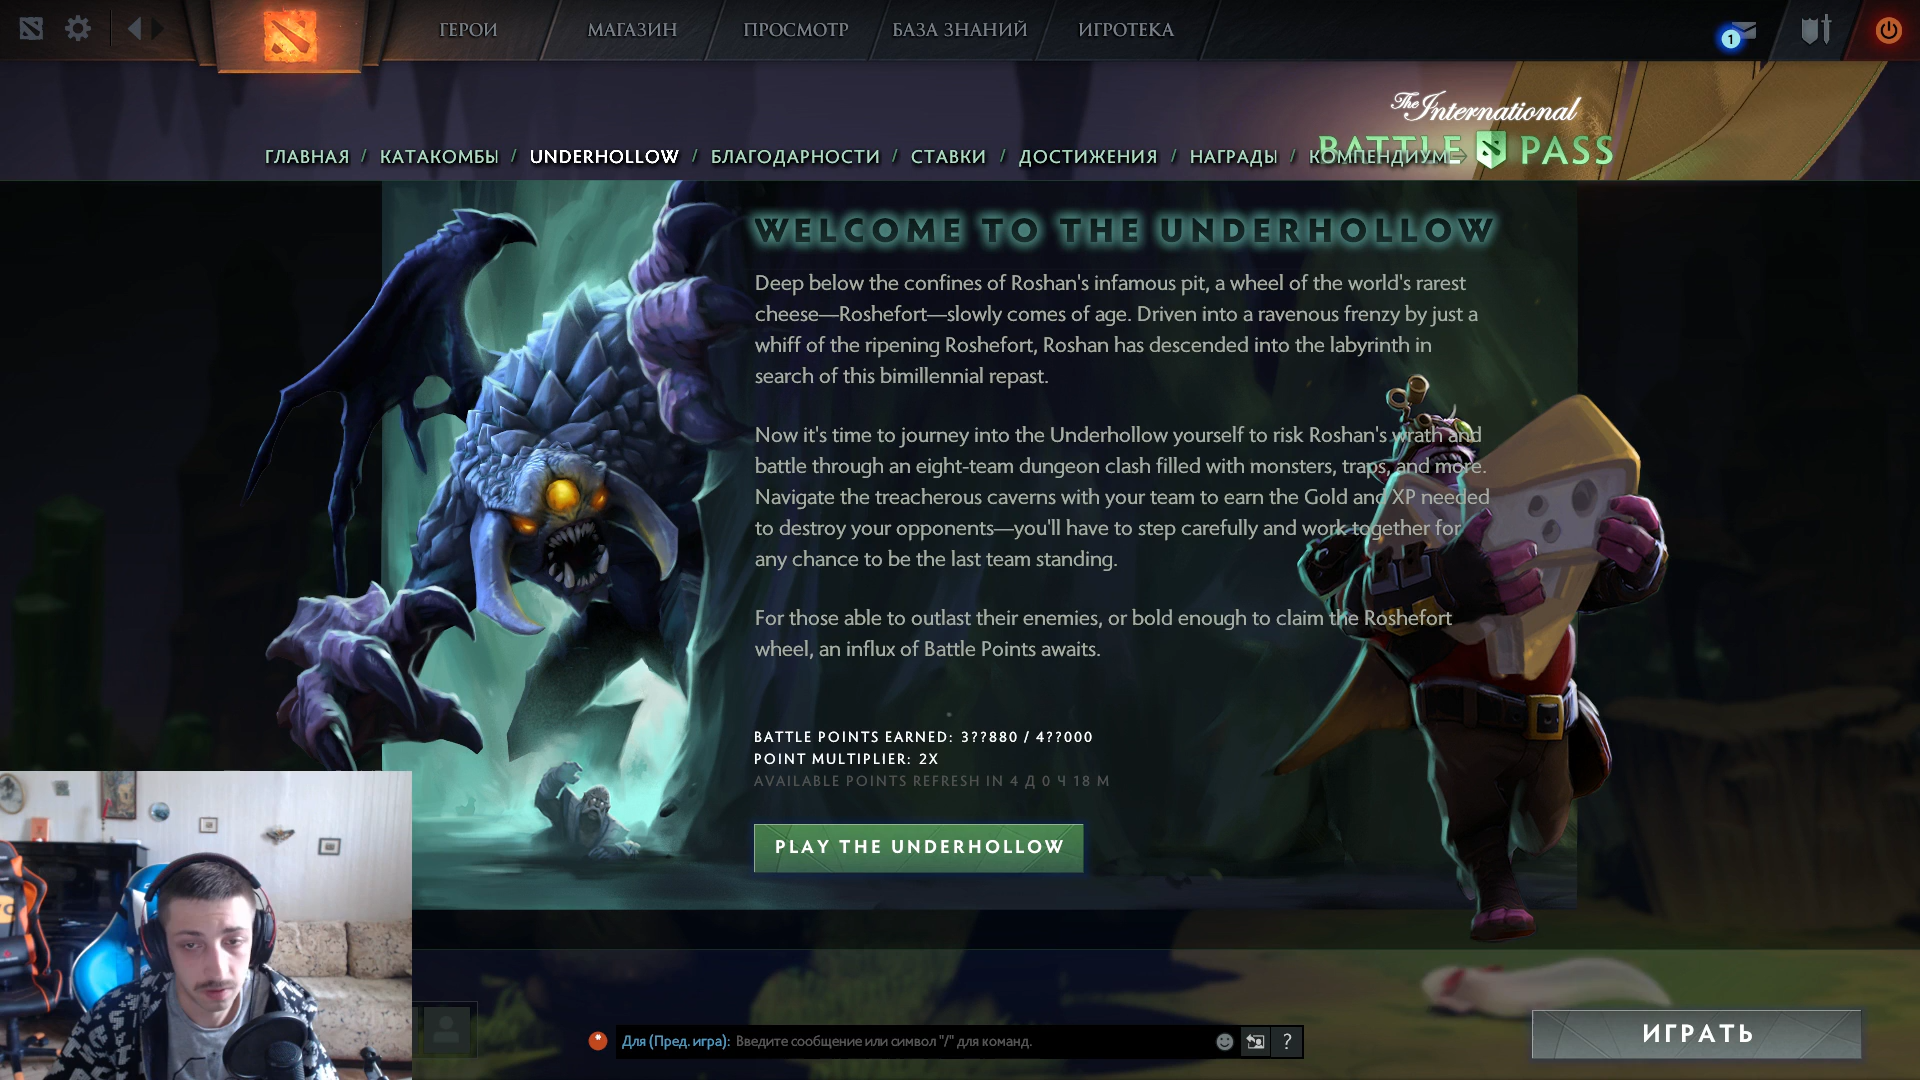 ГЕРОИ
МАГАЗИН
ПРОСМОТР
БАЗА ЗНАНИЙ
ИГРОТЕКА
1
The International
BATTLE PASS
ГЛАВНАЯ / КАТАКОМБЫ / UNDERHOLLOW / БЛАГОДАРНОСТИ / СТАВКИ / ДОСТИЖЕНИЯ / НАГРАДЫ / КОМПЕНДИУМ
WELCOME TO THE UNDERHOLLOW
Deep below the confines of Roshan's infamous pit, a wheel of the world's rarest
cheese—Roshefort—slowly comes of age. Driven into a ravenous frenzy by just a
whiff of the ripening Roshefort, Roshan has descended into the labyrinth in
search of this bimillennial repast.
Now it's time to journey into the Underhollow yourself to risk Roshan's wrath and
battle through an eight-team dungeon clash filled with monsters, traps, and more.
Navigate the treacherous caverns with your team to earn the Gold and XP needed
to destroy your opponents—you'll have to step carefully and work together for
any chance to be the last team standing.
For those able to outlast their enemies, or bold enough to claim the Roshefort
wheel, an influx of Battle Points awaits.
BATTLE POINTS EARNED: 3??880 / 4??000
POINT MULTIPLIER: 2X
AVAILABLE POINTS REFRESH IN 4 Д 0 Ч 18 М
PLAY THE UNDERHOLLOW
Для (Пред. игра): Введите сообщение или символ "/" для команд.
?
ИГРАТЬ